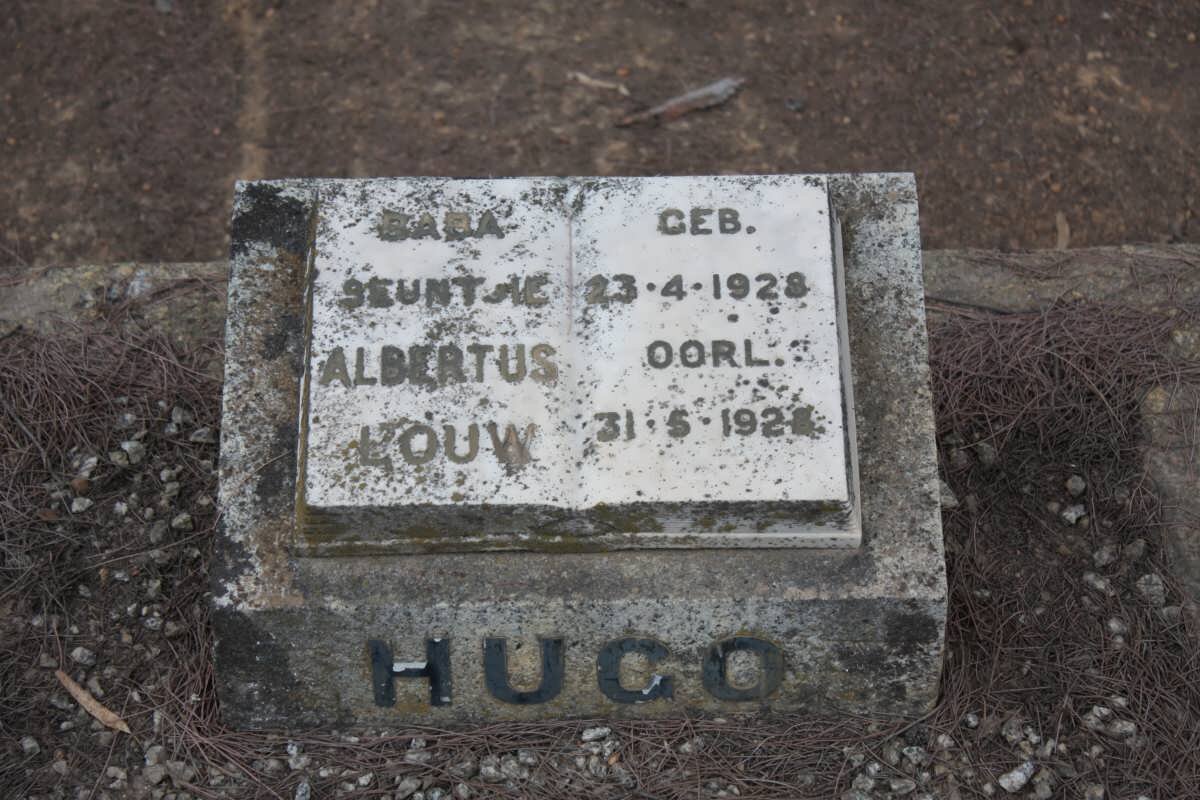 BABA
SEUNTJIE
ALBERTUS
LOUW
GEB.
23·4·1928
OORL.
31·5·1928
HUGO